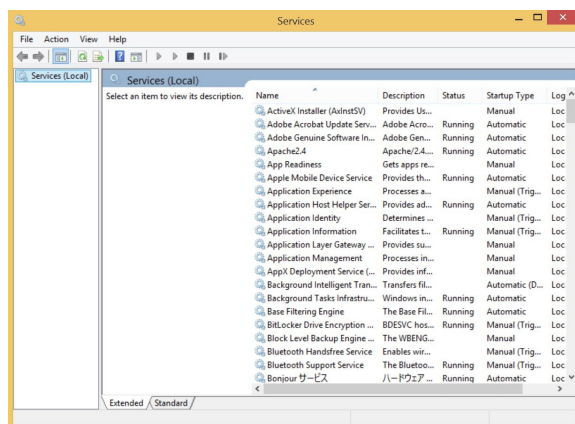 Services
File Action View Help
Services (Local)
Services (Local)
Select an item to view its description.
Name Description Status Startup Type Log
ActiveX Installer (AxInstSV) Provides Us... Manual Loc
Adobe Acrobat Update Serv... Adobe Acro... Running Automatic Loc
Adobe Genuine Software In... Adobe Gen... Running Automatic Loc
Apache2.4 Apache/2.4.... Running Automatic Loc
App Readiness Gets apps re... Manual Loc
Apple Mobile Device Service Provides th... Running Automatic Loc
Application Experience Processes a... Manual (Trig... Loc
Application Host Helper Ser... Provides ad... Running Automatic Loc
Application Identity Determines ... Manual (Trig... Loc
Application Information Facilitates t... Running Manual (Trig... Loc
Application Layer Gateway ... Provides su... Manual Loc
Application Management Processes in... Manual Loc
AppX Deployment Service (... Provides inf... Manual Loc
Background Intelligent Tran... Transfers fil... Automatic (D... Loc
Background Tasks Infrastru... Windows in... Running Automatic Loc
Base Filtering Engine The Base Fil... Running Automatic Loc
BitLocker Drive Encryption ... BDESVC hos... Running Manual (Trig... Loc
Block Level Backup Engine ... The WBENG... Manual Loc
Bluetooth Handsfree Service Enables wir... Manual (Trig... Loc
Bluetooth Support Service The Bluetoo... Running Manual (Trig... Loc
Bonjour サービス ハードウェア ... Running Automatic Loc
Extended Standard